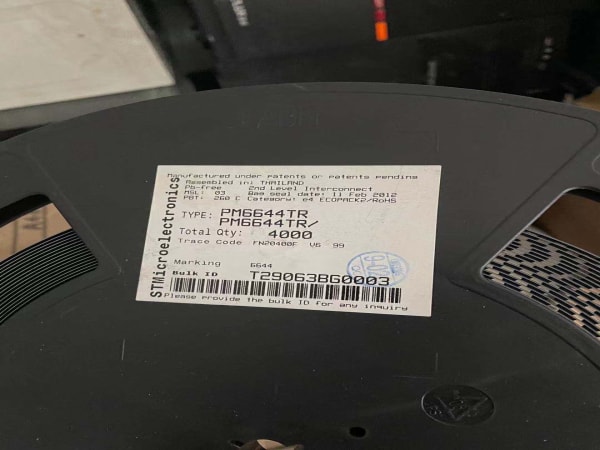 Manufactured under patents or patents pending
Assembled in: THAILAND
Pb-free 2nd Level Interconnect
MSL: 03 Bag seal date: 11 Feb 2012
PBT: 260 C Category: e4 ECOPACK2/RoHS
TYPE: PM6644TR
PM6644TR/
Total Qty: 4000
Trace Code FN20400F V6 99
Marking 6644
Bulk ID T29063BG0003
Please provide the bulk ID for any inquiry
STMicroelectronics